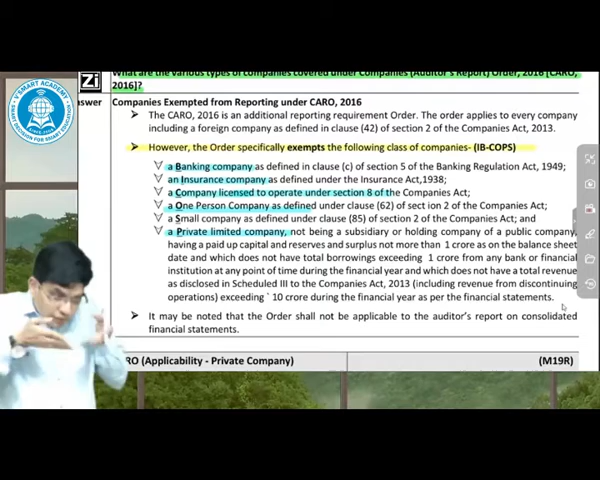 V SMART ACADEMY
DECISION FOR SMART EDUCATION
Zi
What are the various types of companies covered under Companies (Auditor's Report) Order, 2016 [CARO,
2016]?
swer
Companies Exempted from Reporting under CARO, 2016
➢ The CARO, 2016 is an additional reporting requirement Order. The order applies to every company
including a foreign company as defined in clause (42) of section 2 of the Companies Act, 2013.
➢ However, the Order specifically exempts the following class of companies- (IB-COPS)
a Banking company as defined in clause (c) of section 5 of the Banking Regulation Act, 1949;
an Insurance company as defined under the Insurance Act,1938;
a Company licensed to operate under section 8 of the Companies Act;
a One Person Company as defined under clause (62) of sect ion 2 of the Companies Act;
a Small company as defined under clause (85) of section 2 of the Companies Act; and
a Private limited company, not being a subsidiary or holding company of a public company,
having a paid up capital and reserves and surplus not more than 1 crore as on the balance sheet
date and which does not have total borrowings exceeding 1 crore from any bank or financial
institution at any point of time during the financial year and which does not have a total revenue
as disclosed in Scheduled III to the Companies Act, 2013 (including revenue from discontinuing
operations) exceeding ` 10 crore during the financial year as per the financial statements.
➢ It may be noted that the Order shall not be applicable to the auditor's report on consolidated
financial statements.
RO (Applicability - Private Company)
(M19R)